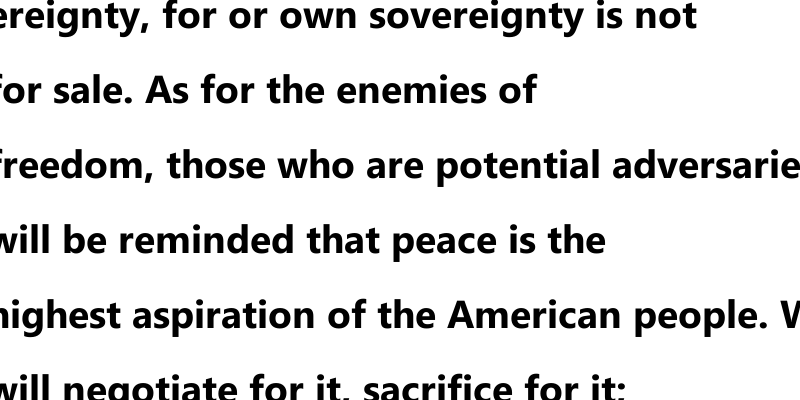 ereignty, for or own sovereignty is not
for sale. As for the enemies of
freedom, those who are potential adversarie
will be reminded that peace is the
highest aspiration of the American people. W
will negotiate for it, sacrifice for it;